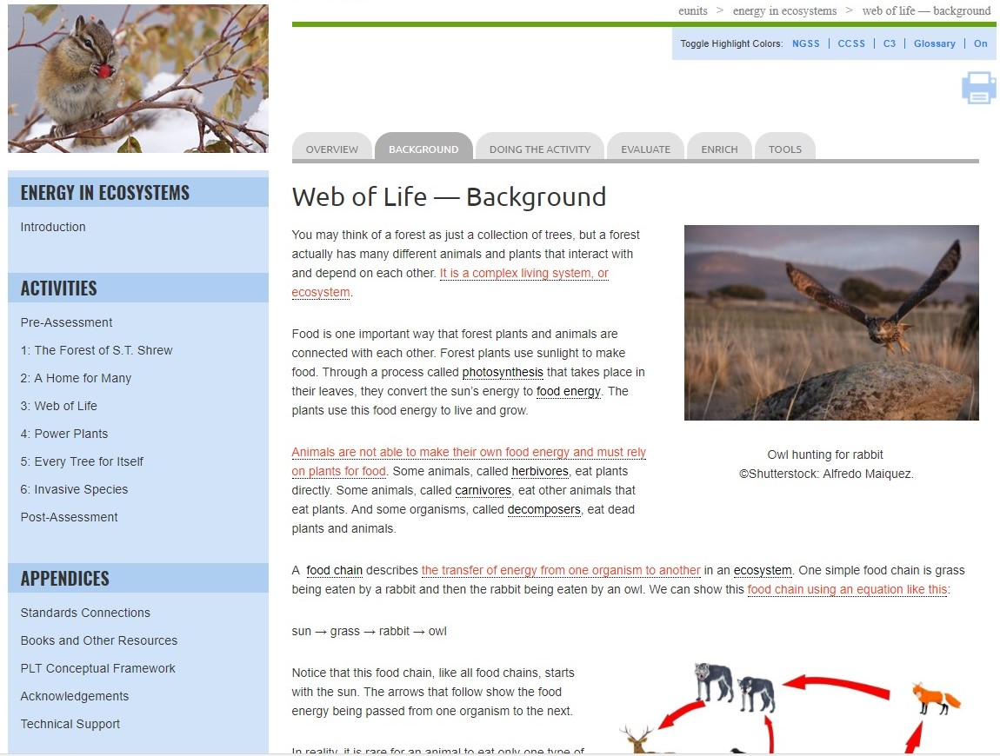 eunits > energy in ecosystems > web of life — background
Toggle Highlight Colors: NGSS | CCSS | C3 | Glossary | On
OVERVIEW BACKGROUND DOING THE ACTIVITY EVALUATE ENRICH TOOLS
ENERGY IN ECOSYSTEMS
Introduction
ACTIVITIES
Pre-Assessment
1: The Forest of S.T. Shrew
2: A Home for Many
3: Web of Life
4: Power Plants
5: Every Tree for Itself
6: Invasive Species
Post-Assessment
APPENDICES
Standards Connections
Books and Other Resources
PLT Conceptual Framework
Acknowledgements
Technical Support
Web of Life — Background
You may think of a forest as just a collection of trees, but a forest
actually has many different animals and plants that interact with
and depend on each other. It is a complex living system, or
ecosystem.
Food is one important way that forest plants and animals are
connected with each other. Forest plants use sunlight to make
food. Through a process called photosynthesis that takes place in
their leaves, they convert the sun's energy to food energy. The
plants use this food energy to live and grow.
Animals are not able to make their own food energy and must rely
on plants for food. Some animals, called herbivores, eat plants
directly. Some animals, called carnivores, eat other animals that
eat plants. And some organisms, called decomposers, eat dead
plants and animals.
Owl hunting for rabbit
©Shutterstock: Alfredo Maiquez.
A food chain describes the transfer of energy from one organism to another in an ecosystem. One simple food chain is grass
being eaten by a rabbit and then the rabbit being eaten by an owl. We can show this food chain using an equation like this:
sun → grass → rabbit → owl
Notice that this food chain, like all food chains, starts
with the sun. The arrows that follow show the food
energy being passed from one organism to the next.
In reality, it is rare for an animal to eat only one type of